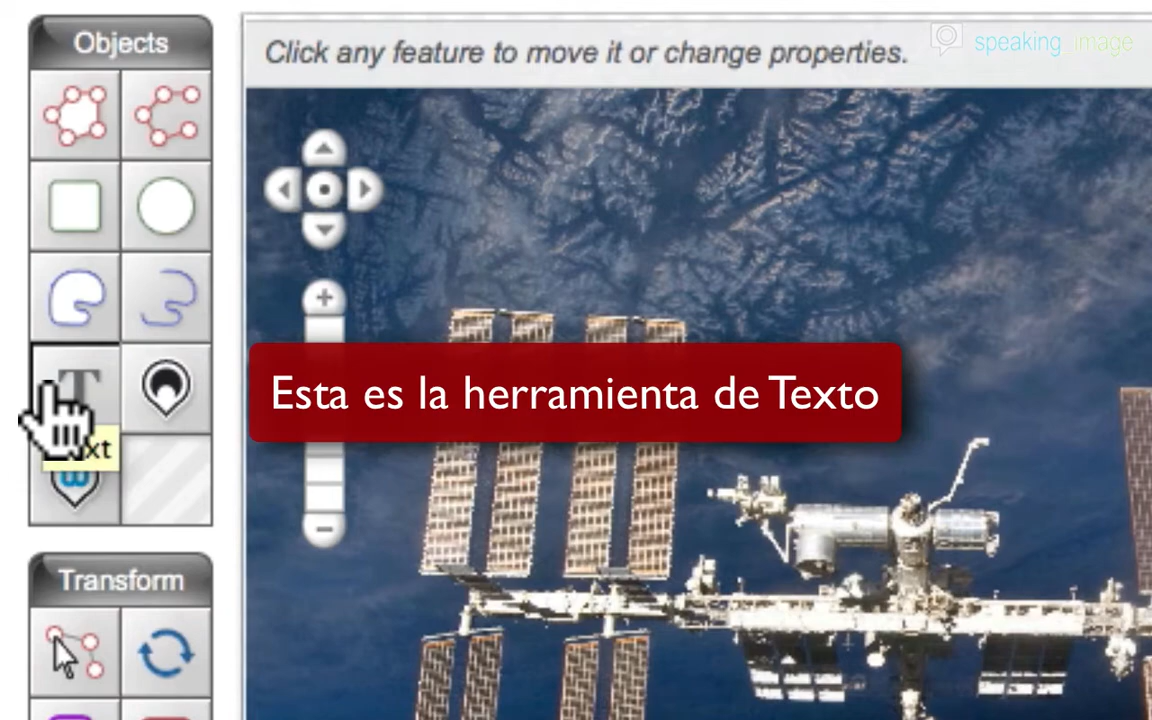 Objects
Click any feature to move it or change properties.
speaking image
T
Esta es la herramienta de Texto
xt
w
Transform